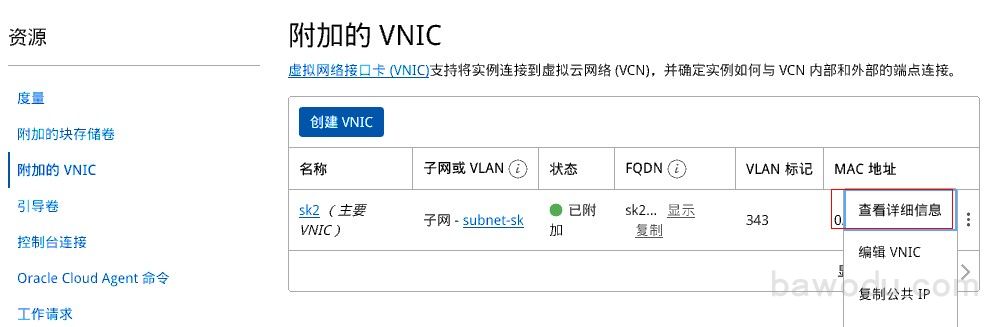 资源
度量
附加的块存储卷
附加的 VNIC
引导卷
控制台连接
Oracle Cloud Agent 命令
工作请求
附加的 VNIC
虚拟网络接口卡 (VNIC)支持将实例连接到虚拟云网络 (VCN)，并确定实例如何与 VCN 内部和外部的端点连接。
创建 VNIC
名称 子网或 VLAN 状态 FQDN VLAN 标记 MAC 地址
sk2（主要
VNIC）
子网 - subnet-sk
已附
加
sk2... 显示
复制
343
查看详细信息
编辑 VNIC
复制公共 IP
bawodu.com